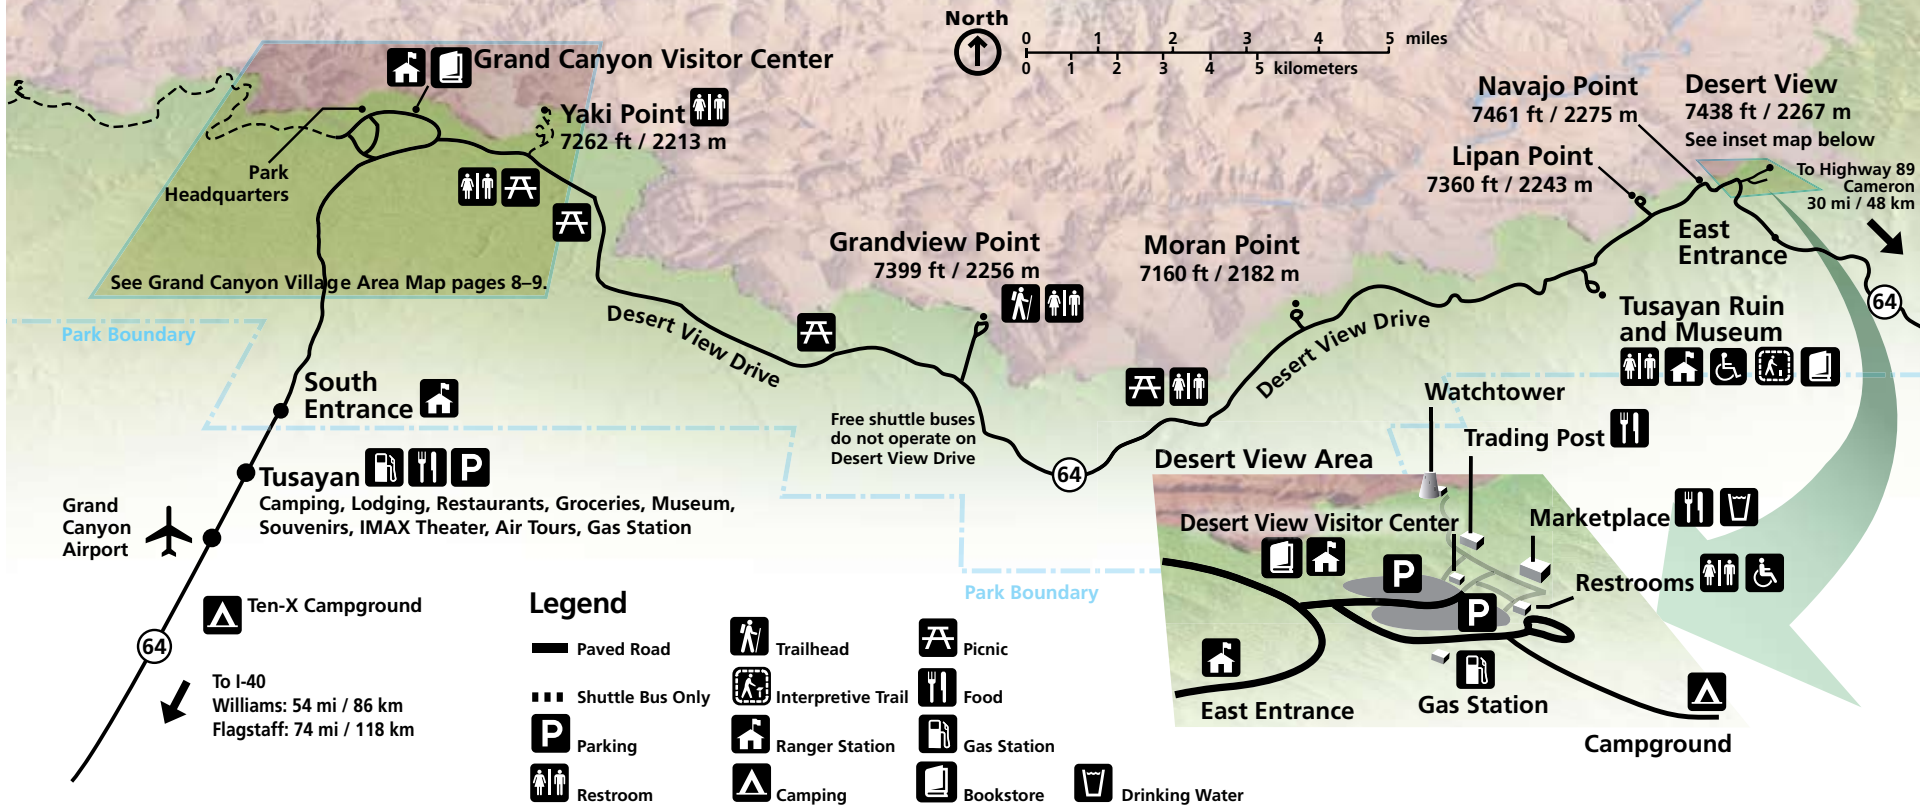 North
0 1 2 3 4 5 miles
0 1 2 3 4 5 kilometers
Grand Canyon Visitor Center
Yaki Point
7262 ft / 2213 m
Park
Headquarters
See Grand Canyon Village Area Map pages 8–9.
Park Boundary
South
Entrance
Tusayan
P
Camping, Lodging, Restaurants, Groceries, Museum,
Souvenirs, IMAX Theater, Air Tours, Gas Station
Grand
Canyon
Airport
Ten-X Campground
64
To I-40
Williams: 54 mi / 86 km
Flagstaff: 74 mi / 118 km
Desert View Drive
Grandview Point
7399 ft / 2256 m
Free shuttle buses
do not operate on
Desert View Drive
64
Moran Point
7160 ft / 2182 m
Desert View Drive
Lipan Point
7360 ft / 2243 m
Navajo Point
7461 ft / 2275 m
Desert View
7438 ft / 2267 m
See inset map below
To Highway 89
Cameron
30 mi / 48 km
East
Entrance
64
Tusayan Ruin
and Museum
Park Boundary
Desert View Area
Watchtower
Trading Post
Desert View Visitor Center
Marketplace
P
P
Restrooms
East Entrance
Gas Station
Campground
Legend
Paved Road
Shuttle Bus Only
P Parking
Restroom
Trailhead
Interpretive Trail
Ranger Station
Camping
Picnic
Food
Gas Station
Bookstore
Drinking Water